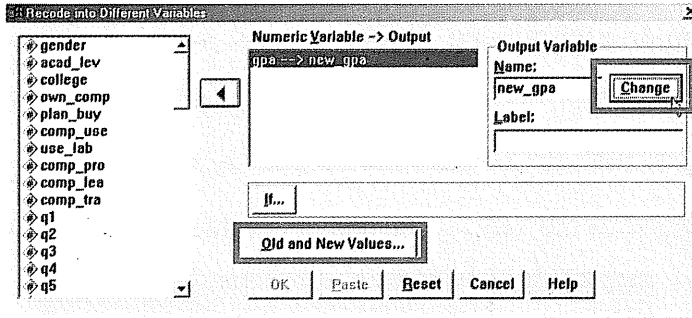 Recode into Different Variables
gender
acad_lev
college
own_comp
plan_buy
comp_use
use_lab
comp_pro
comp_lea
comp_tra
q1
q2
q3
q4
q5
Numeric Variable -> Output
gpa --> new_gpa
Output Variable
Name:
new_gpa
Change
Label:
If...
Old and New Values...
OK
Paste
Reset
Cancel
Help